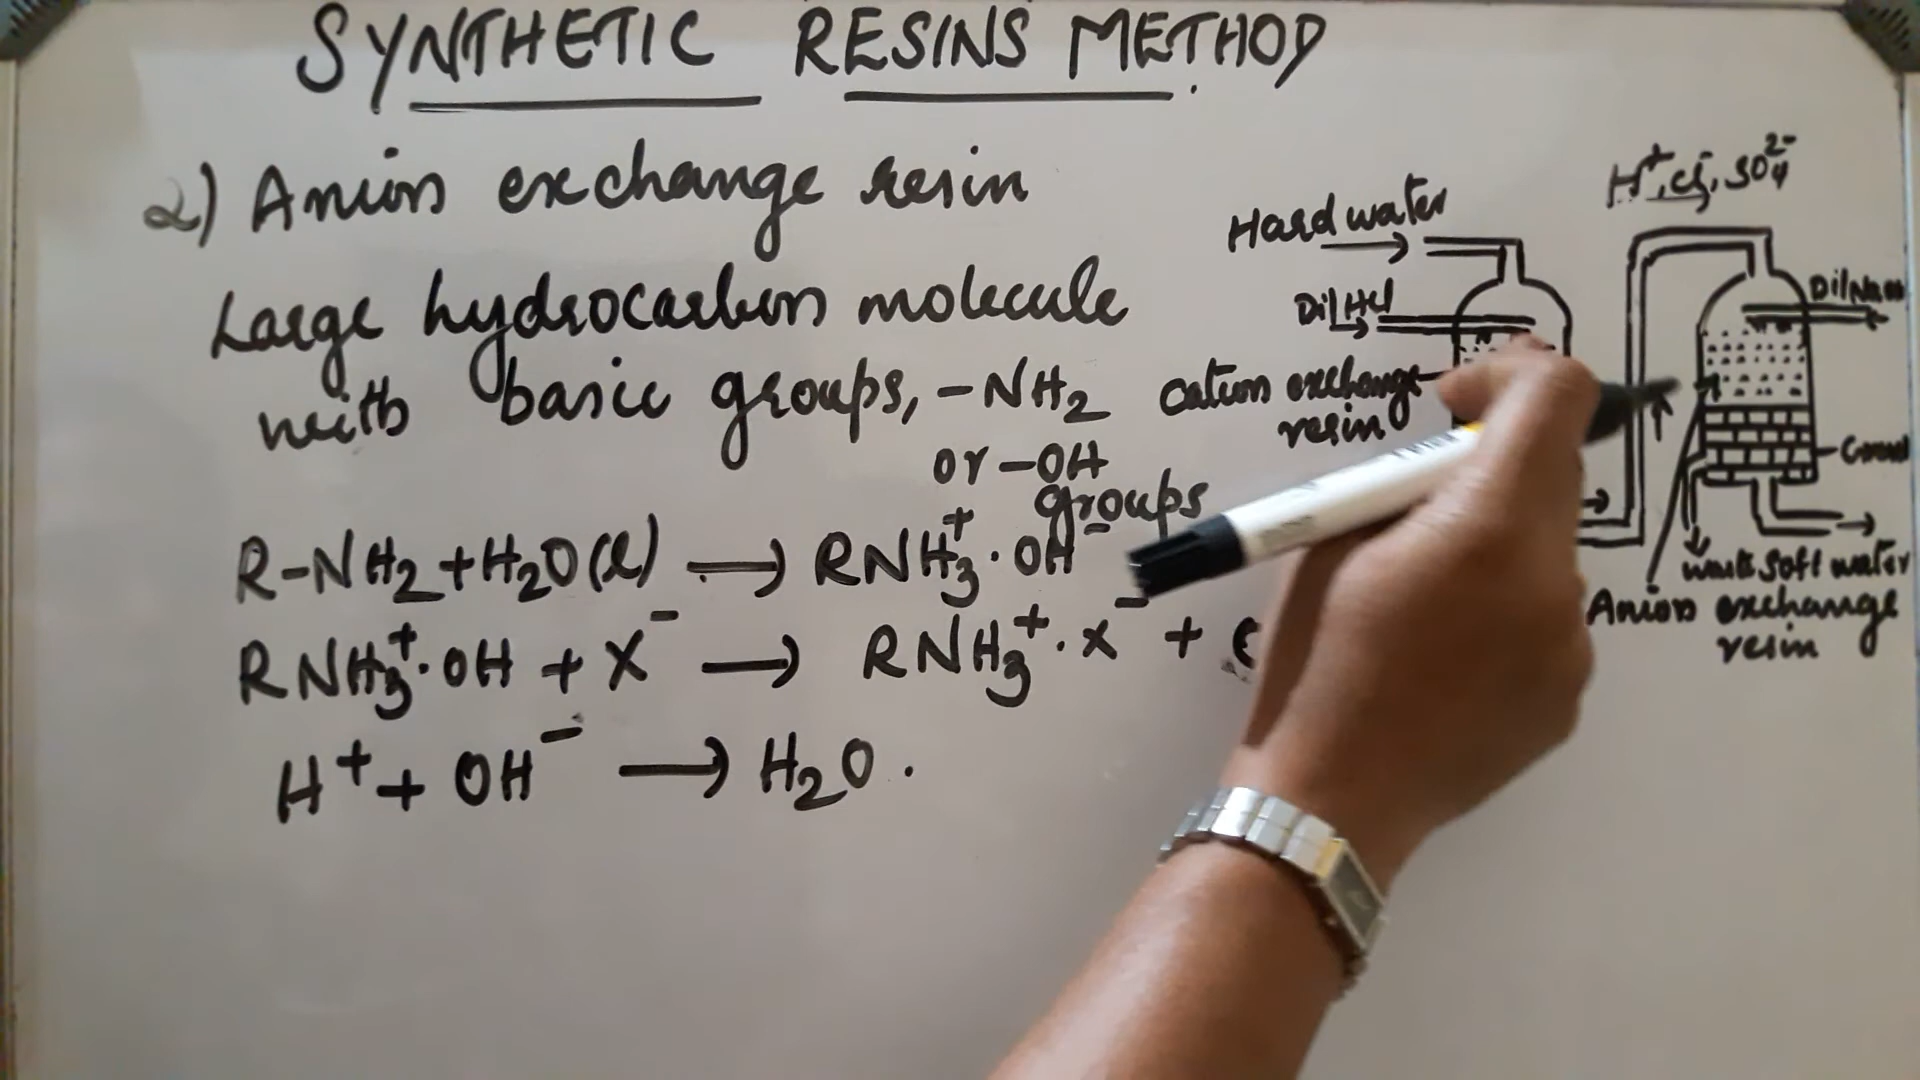 SYNTHETIC RESINS METHOD
2) Anion exchange resin
Large hydrocarbon molecule
with basic groups, -NH₂
or -OH
groups
R-NH₂ + H₂O(l) → RNH₃⁺·OH⁻
RNH₃⁺·OH + X⁻ → RNH₃⁺·X⁻ +
H⁺ + OH⁻ → H₂O.
H⁺, Cl⁻, SO₄²⁻
Hard water
Dil HCl
Dil
cation exchange
resin
soft water
Anion exchange
resin